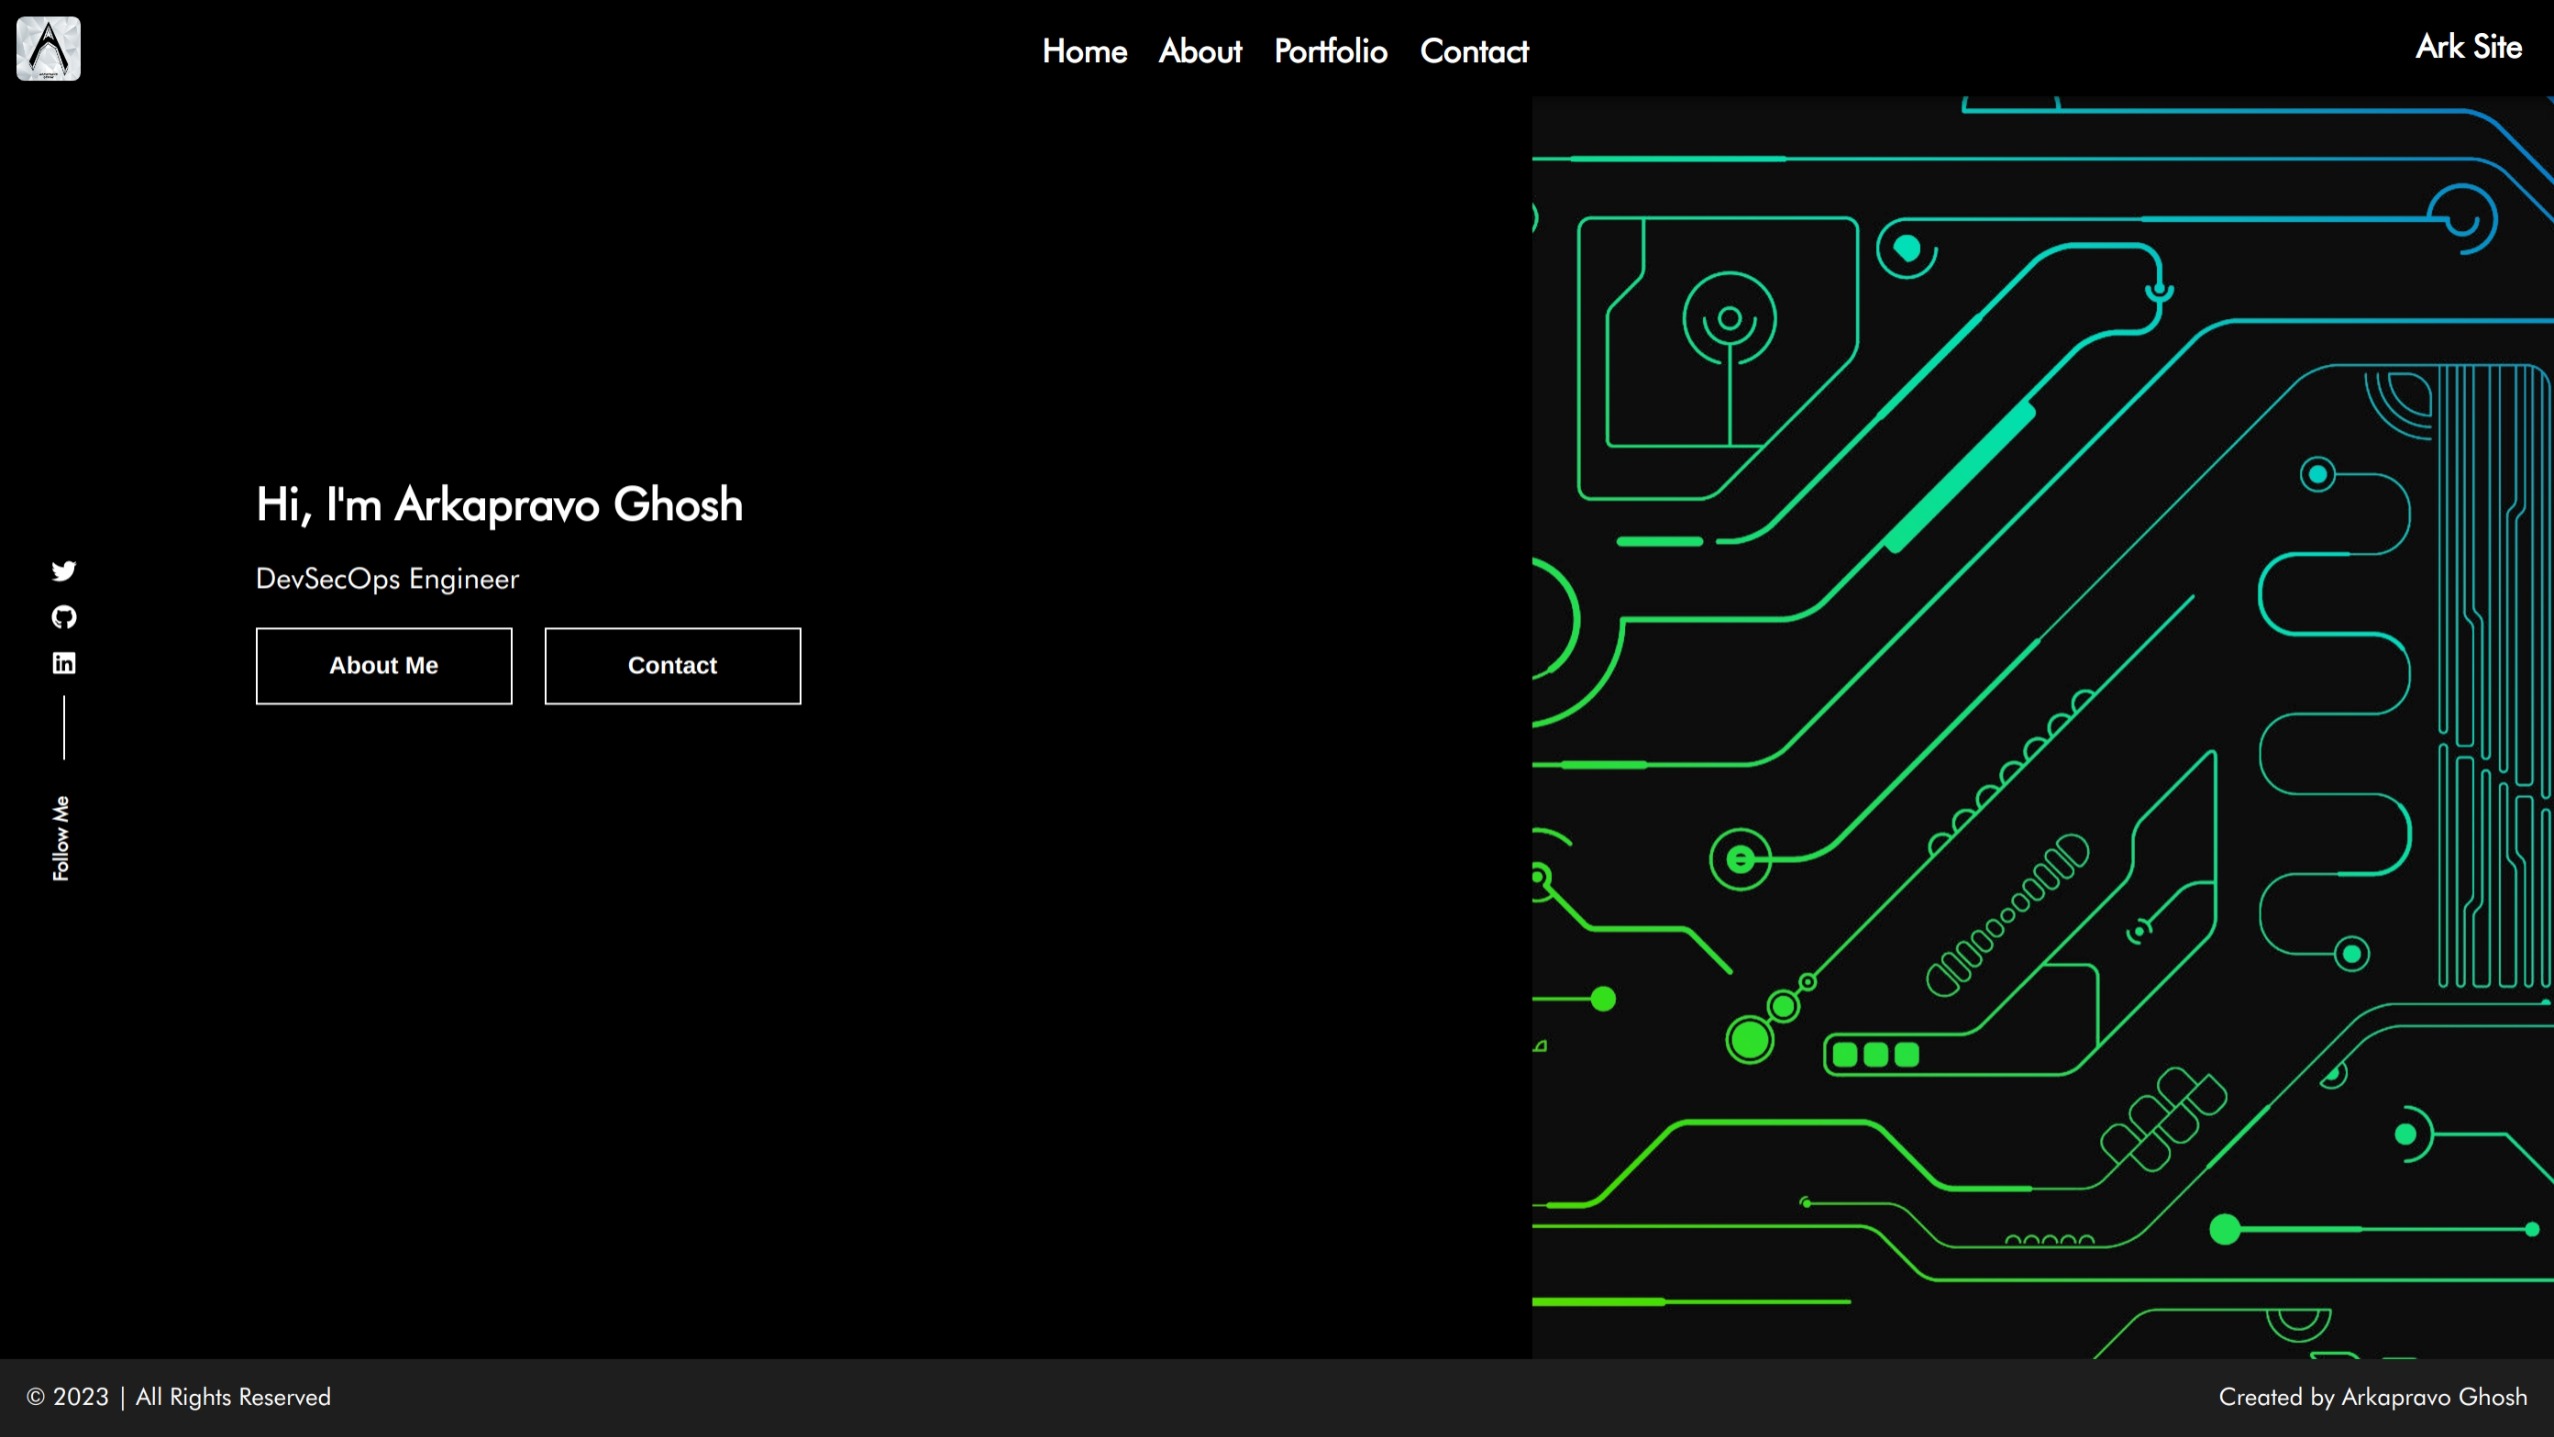 Home About Portfolio Contact
Ark Site
Hi, I'm Arkapravo Ghosh
DevSecOps Engineer
About Me
Contact
Follow Me
© 2023 | All Rights Reserved
Created by Arkapravo Ghosh